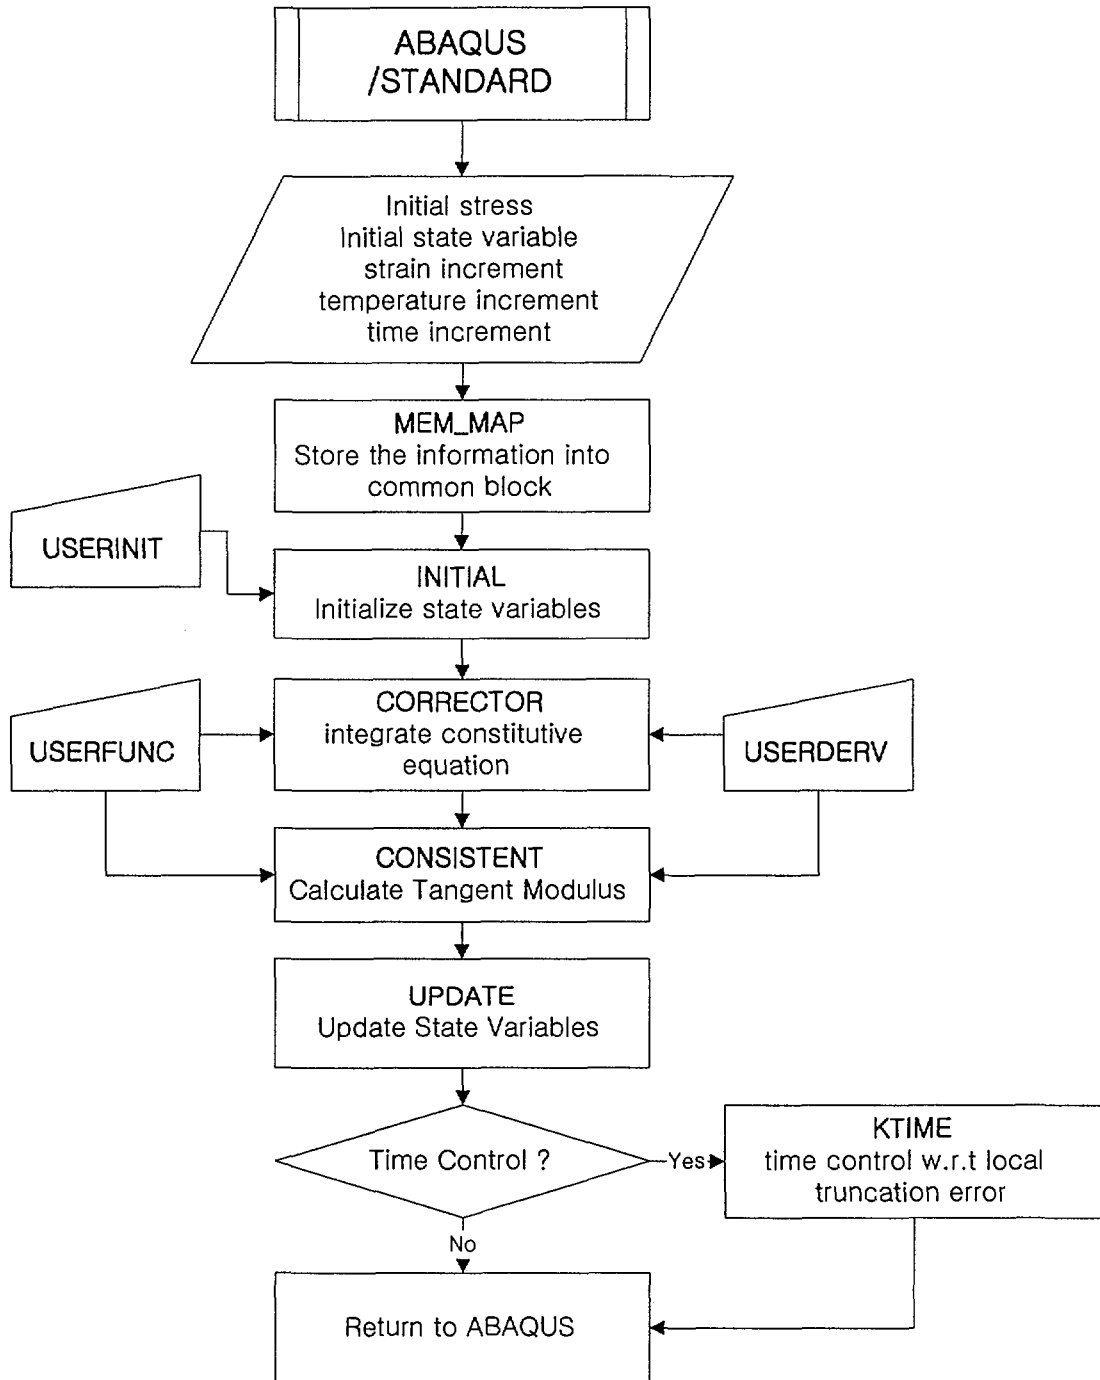 ABAQUS
/STANDARD
Initial stress
Initial state variable
strain increment
temperature increment
time increment
MEM_MAP
Store the information into
common block
USERINIT
INITIAL
Initialize state variables
USERFUNC
CORRECTOR
integrate constitutive
equation
USERDERV
CONSISTENT
Calculate Tangent Modulus
UPDATE
Update State Variables
Time Control ?
Yes
KTIME
time control w.r.t local
truncation error
No
Return to ABAQUS